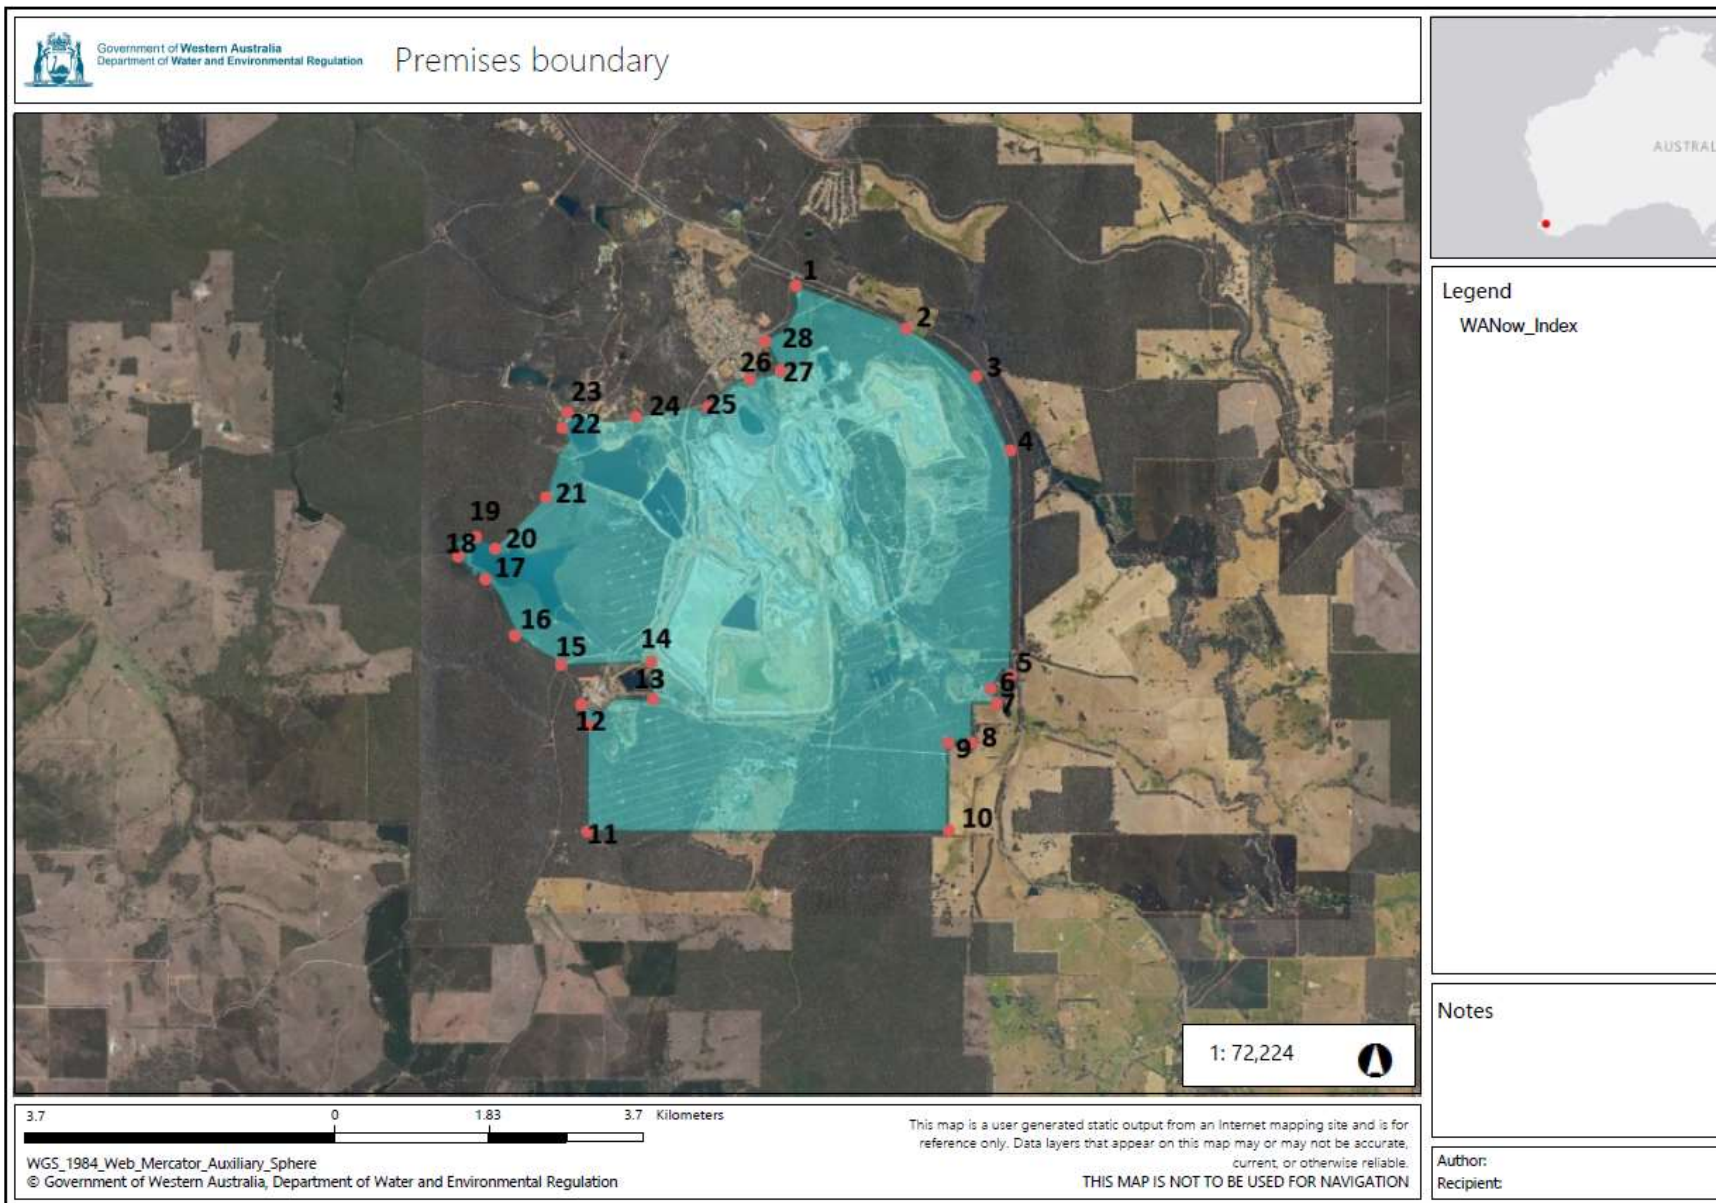 Government of Western Australia
Department of Water and Environmental Regulation
Premises boundary
AUSTRAL
Legend
WANow_Index
1
2
28
26
27
3
23
24
25
22
4
21
19
20
18
17
16
15
14
13
5
6
7
12
8
9
10
11
1: 72,224
Notes
3.7
0
1.83
3.7 Kilometers
WGS_1984_Web_Mercator_Auxiliary_Sphere
© Government of Western Australia, Department of Water and Environmental Regulation
This map is a user generated static output from an Internet mapping site and is for
reference only. Data layers that appear on this map may or may not be accurate,
current, or otherwise reliable.
THIS MAP IS NOT TO BE USED FOR NAVIGATION
Author:
Recipient: